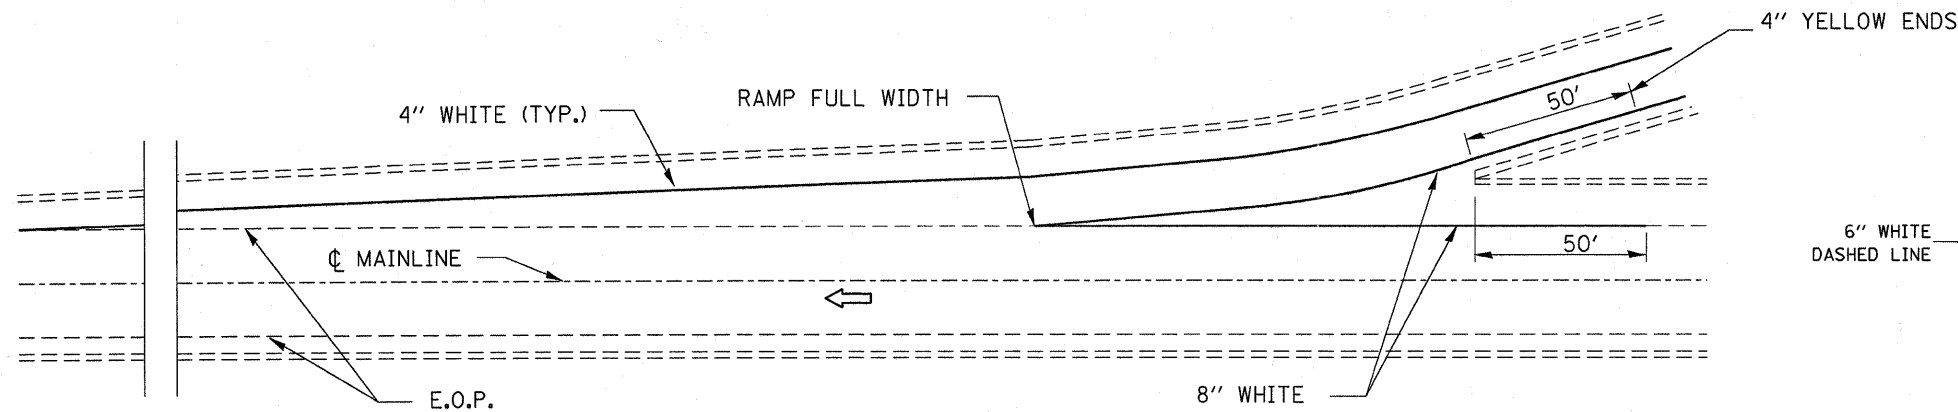 4'' YELLOW ENDS
RAMP FULL WIDTH
50'
4'' WHITE (TYP.)
6'' WHITE
DASHED LINE
50'
℄ MAINLINE
8'' WHITE
E.O.P.